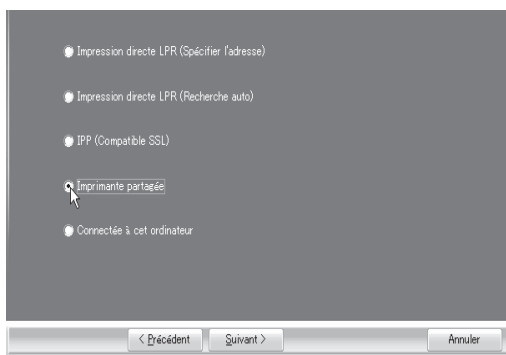 Impression directe LPR (Spécifier l'adresse)
Impression directe LPR (Recherche auto)
IPP (Compatible SSL)
Imprimante partagée
Connectée à cet ordinateur
< Précédent Suivant > Annuler